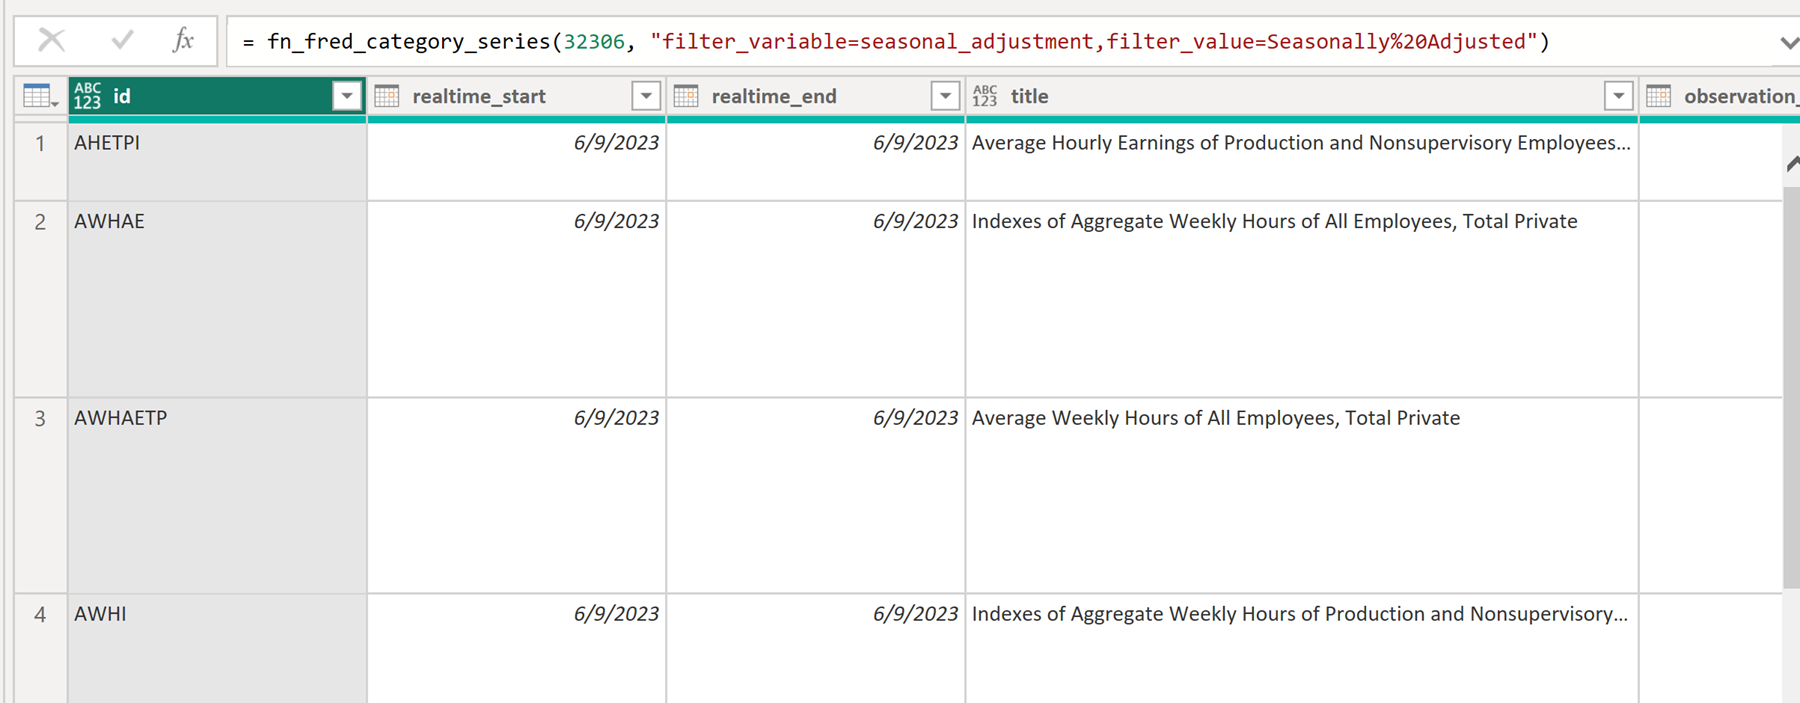 fx = fn_fred_category_series(32306, "filter_variable=seasonal_adjustment,filter_value=Seasonally%20Adjusted")
ABC 123 id realtime_start realtime_end ABC 123 title observation_
1 AHETPI 6/9/2023 6/9/2023 Average Hourly Earnings of Production and Nonsupervisory Employees...
2 AWHAE 6/9/2023 6/9/2023 Indexes of Aggregate Weekly Hours of All Employees, Total Private
3 AWHAETP 6/9/2023 6/9/2023 Average Weekly Hours of All Employees, Total Private
4 AWHI 6/9/2023 6/9/2023 Indexes of Aggregate Weekly Hours of Production and Nonsupervisory...